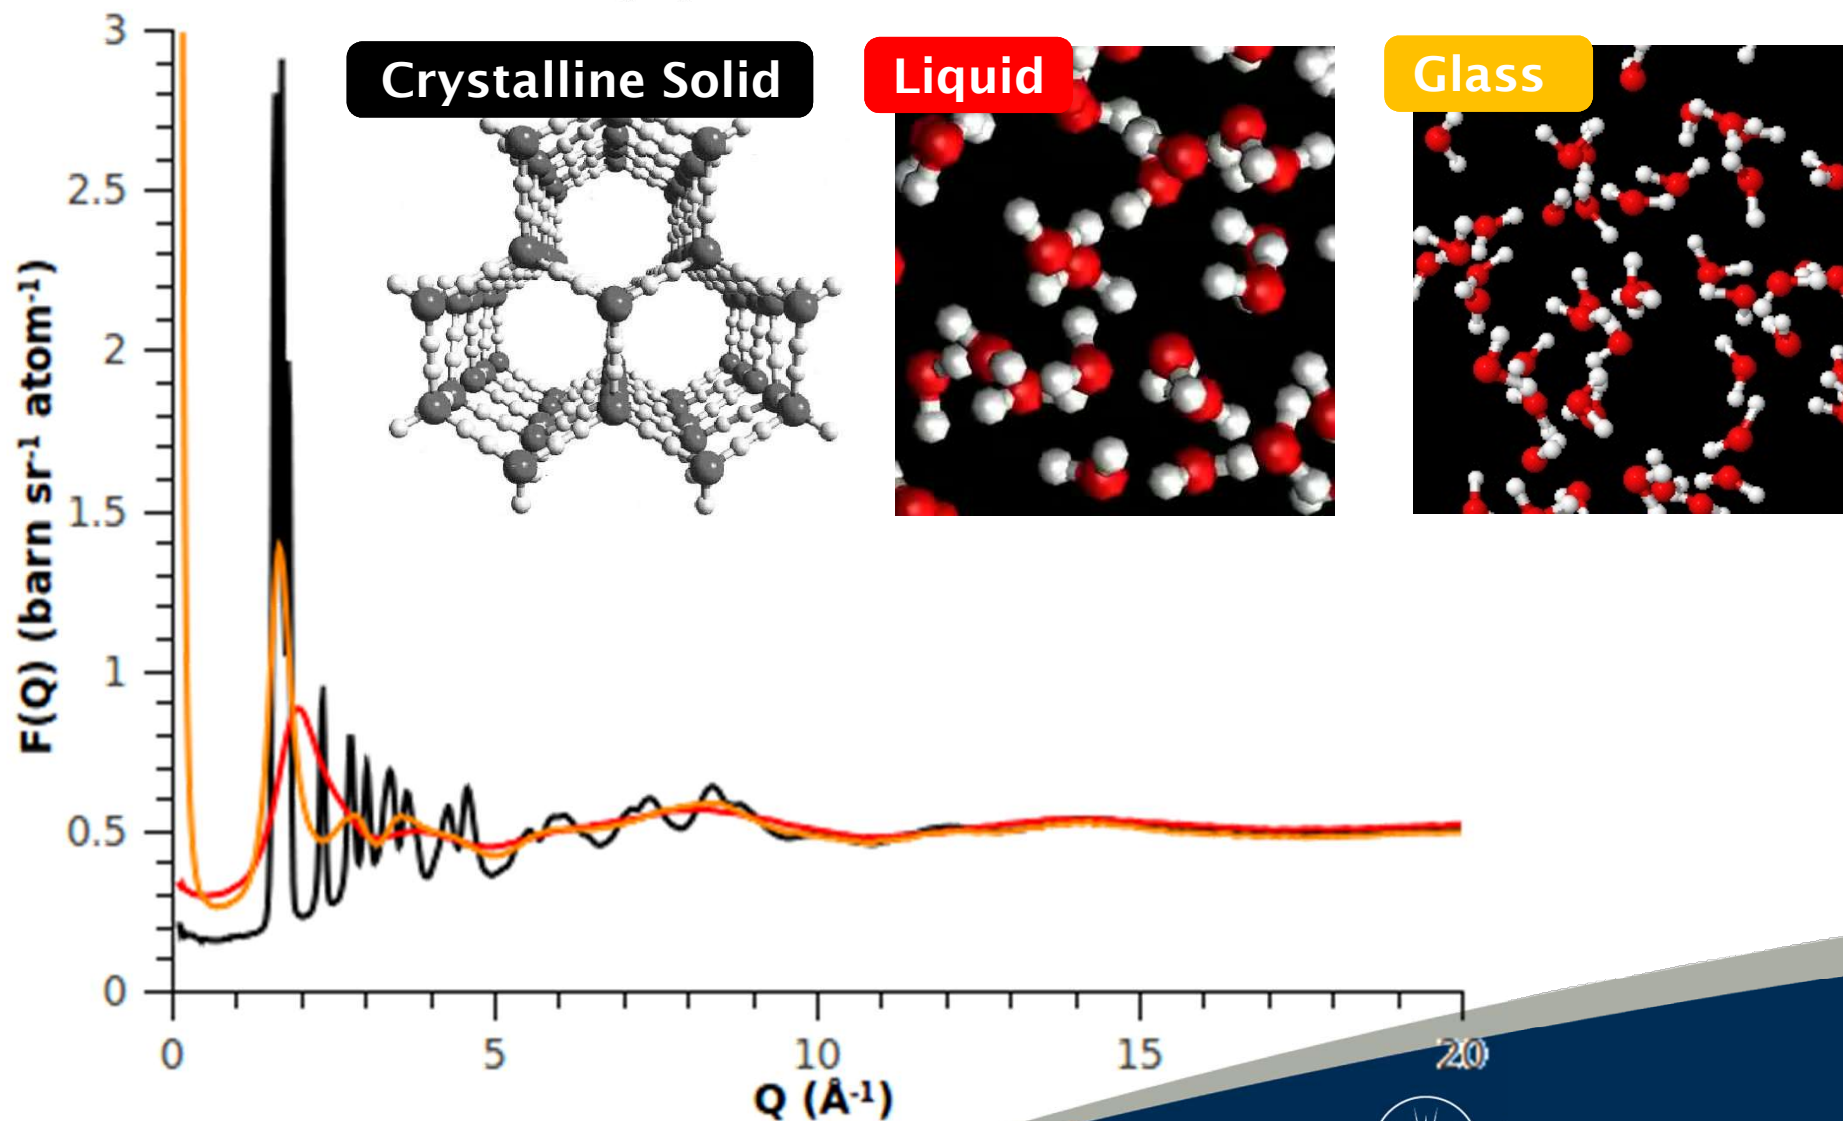 Crystalline Solid
Liquid
Glass
3
2.5
2
1.5
1
0.5
0
F(Q) (barn sr-1 atom-1)
0 5 10 15 20
Q (Å-1)